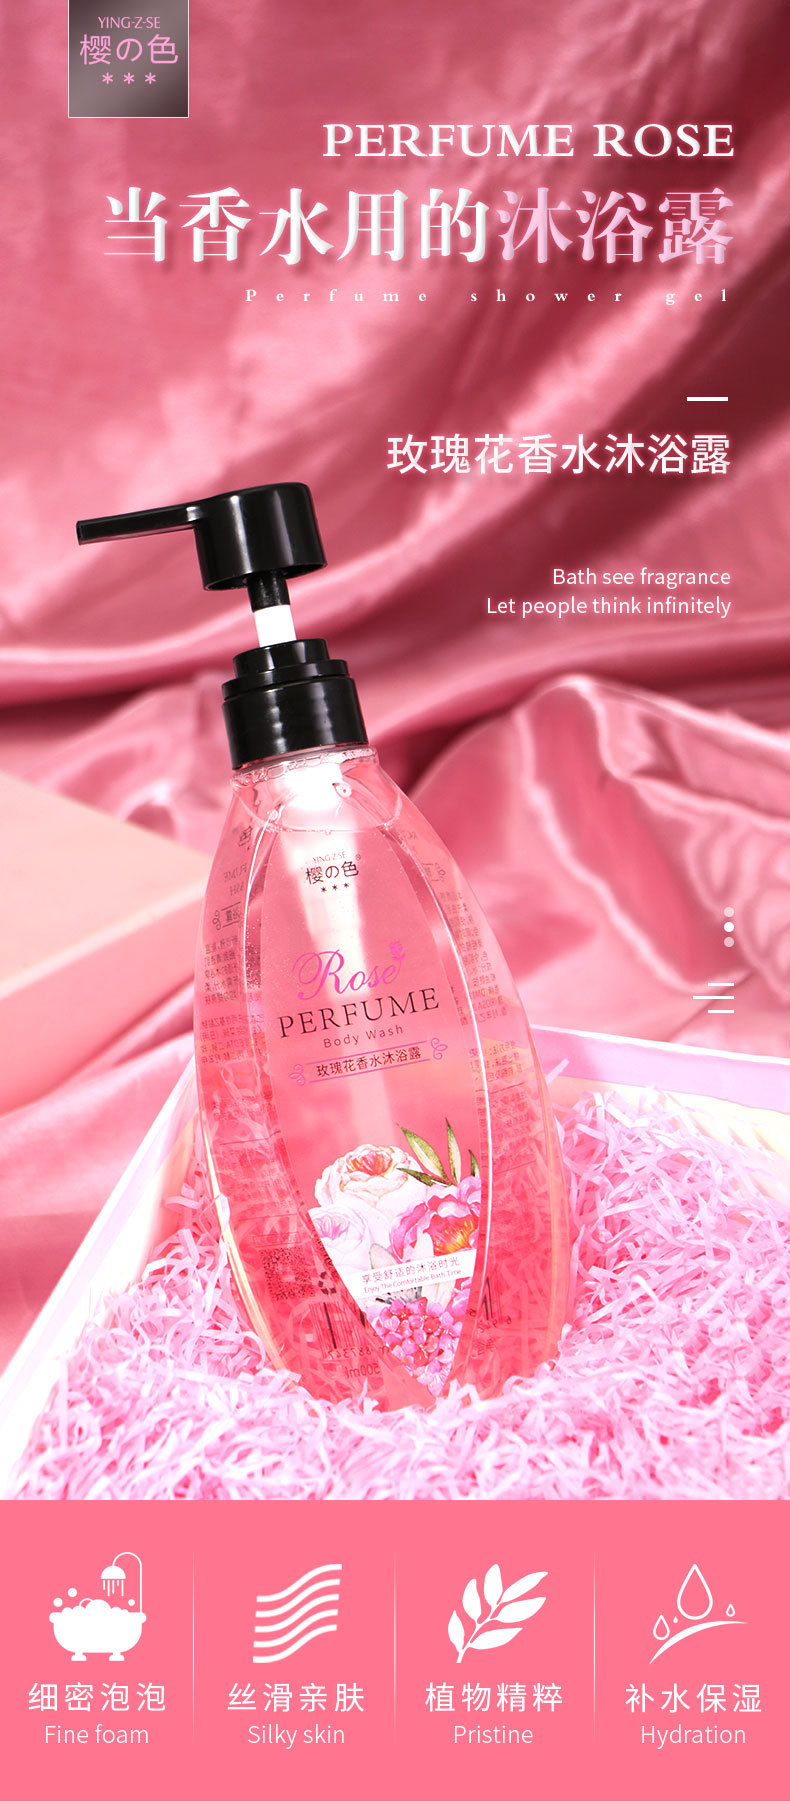 YING-Z-SE
樱の色
***
PERFUME ROSE
当香水用的沐浴露
Perfume shower gel
玫瑰花香水沐浴露
Bath see fragrance
Let people think infinitely
YING-Z-SE
樱の色®
***
Rose
PERFUME
Body Wash
玫瑰花香水沐浴露
享受舒适的沐浴时光
Enjoy The Comfortable Bath Time
500ml
细密泡泡
丝滑亲肤
植物精粹
补水保湿
Fine foam
Silky skin
Pristine
Hydration